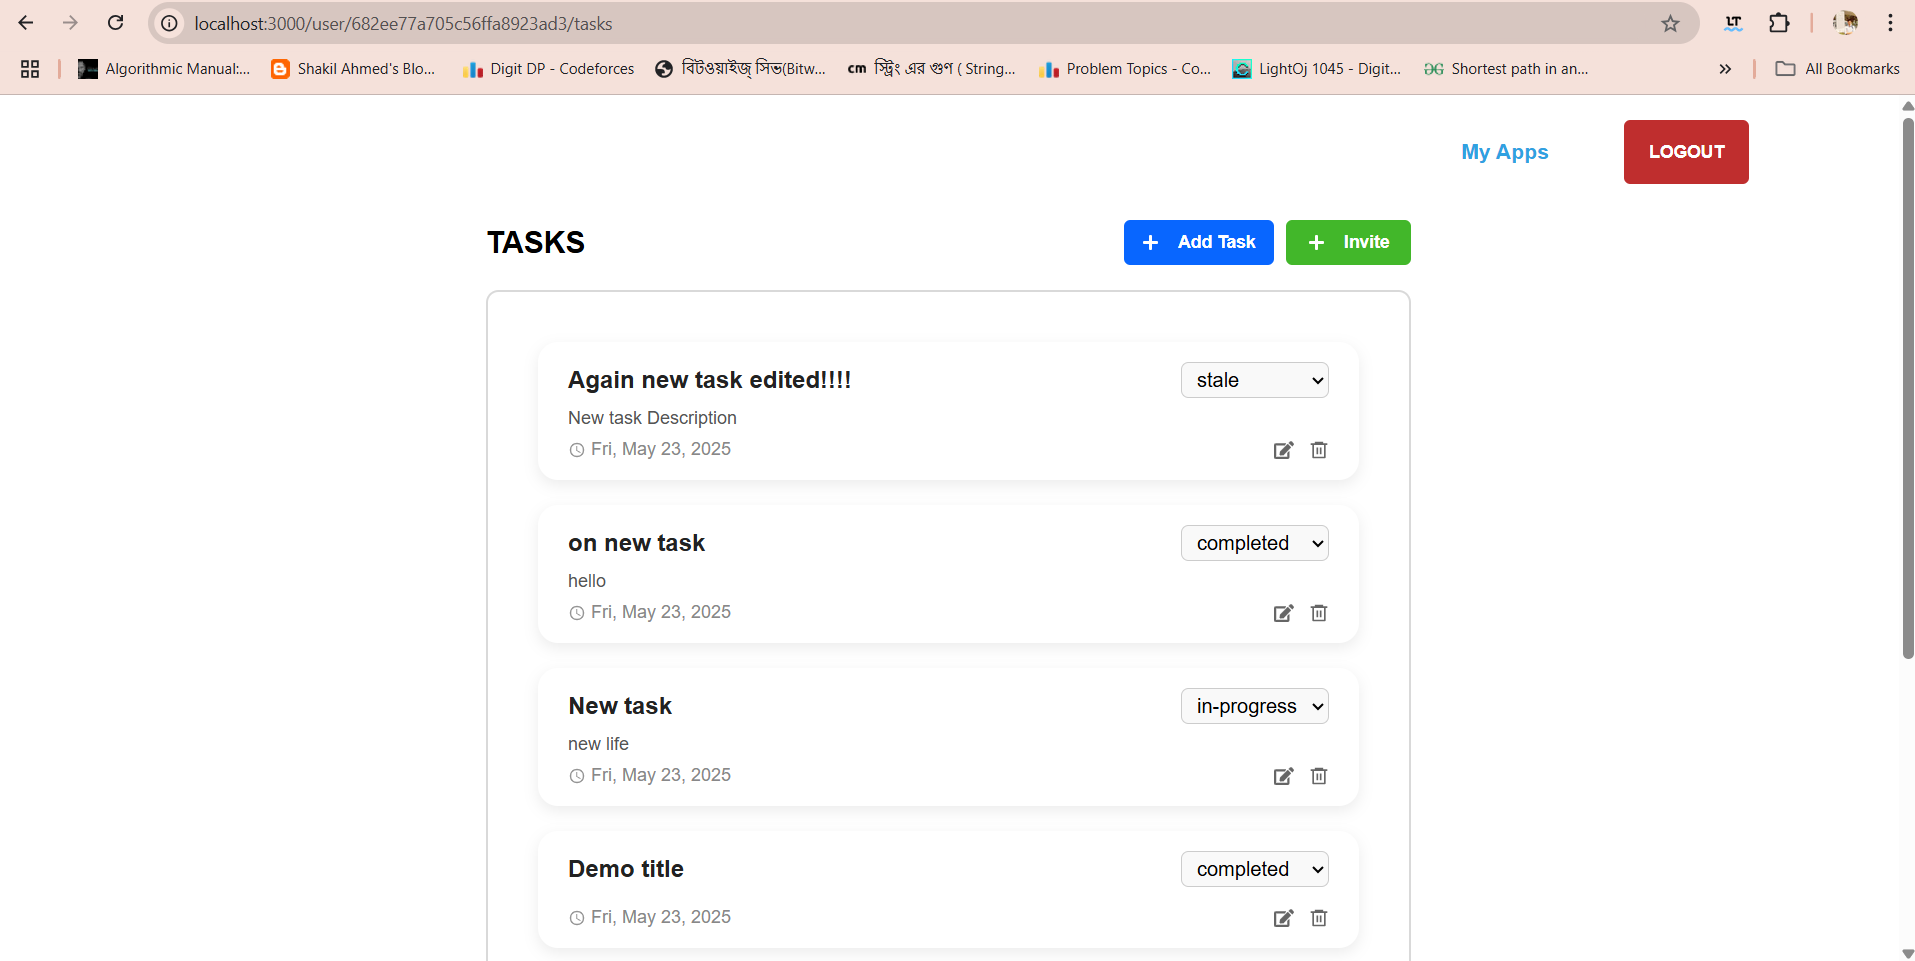 localhost:3000/user/682ee77a705c56ffa8923ad3/tasks
LT
Algorithmic Manual:... Shakil Ahmed's Blo... Digit DP - Codeforces বিটওয়াইজ্ সিভ(Bitw... cm স্ট্রিং এর গুণ ( String... Problem Topics - Co... LightOj 1045 - Digit... Shortest path in an... » All Bookmarks
My Apps LOGOUT
TASKS + Add Task + Invite
Again new task edited!!!! stale
New task Description
Fri, May 23, 2025
on new task completed
hello
Fri, May 23, 2025
New task in-progress
new life
Fri, May 23, 2025
Demo title completed
Fri, May 23, 2025